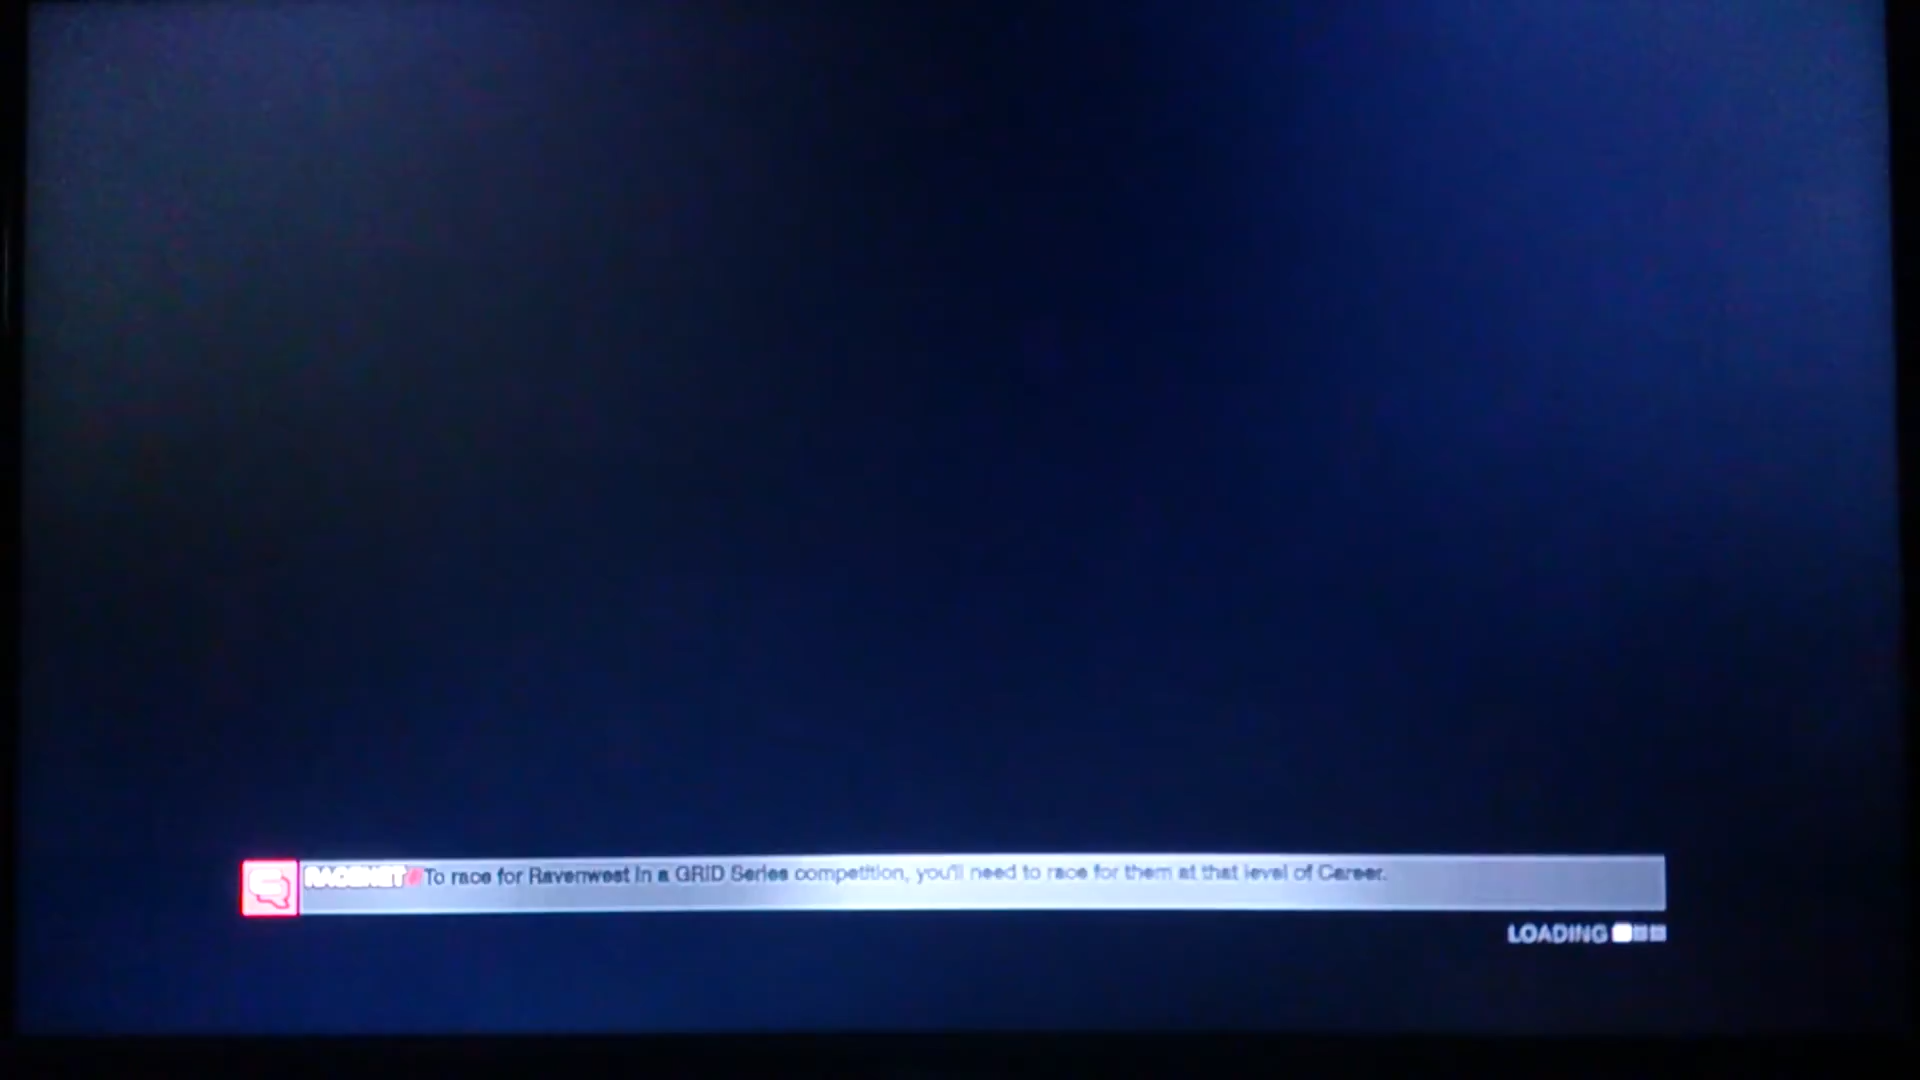 RACENET // To race for Ravenwest in a GRID Series competition, you'll need to race for them at that level of Career.
LOADING